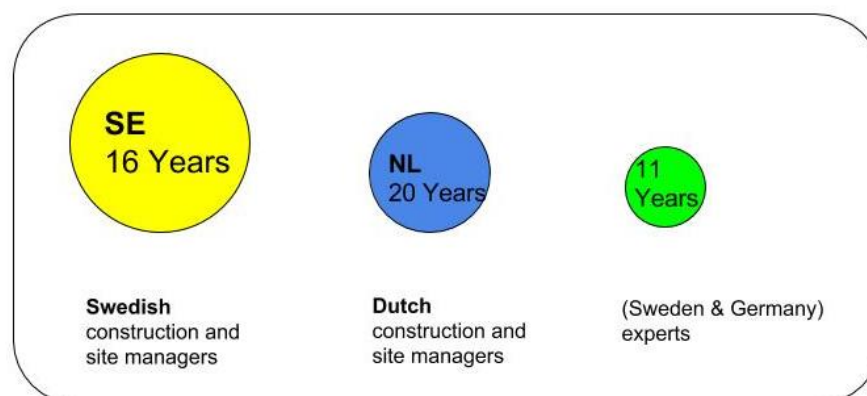 SE
16 Years
NL
20 Years
11
Years
Swedish
construction and
site managers
Dutch
construction and
site managers
(Sweden & Germany)
experts